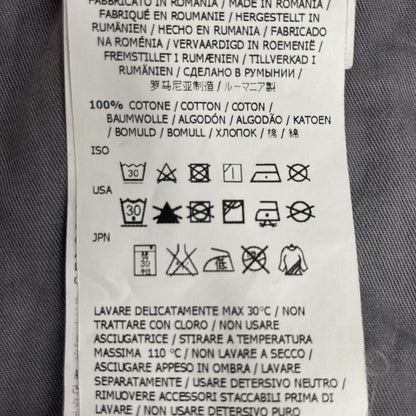 FABBRICATO IN ROMANIA / MADE IN ROMANIA /
FABRIQUÉ EN ROUMANIE / HERGESTELLT IN
RUMÄNIEN / HECHO EN RUMANIA / FABRICADO
NA ROMÉNIA / VERVAARDIGD IN ROEMENIË /
FREMSTILLET I RUMÆNIEN / TILLVERKAD I
RUMÄNIEN / СДЕЛАНО В РУМЫНИИ /
罗马尼亚制造 / ルーマニア製
100% COTONE / COTTON / COTON /
BAUMWOLLE / ALGODÓN / ALGODÃO / KATOEN
/ BOMULD / BOMULL / ХЛОПОК / 棉 / 綿
ISO
30
USA
30
JPN
30
低
LAVARE DELICATAMENTE MAX 30°C / NON
TRATTARE CON CLORO / NON USARE
ASCIUGATRICE / STIRARE A TEMPERATURA
MASSIMA 110 °C / NON LAVARE A SECCO /
ASCIUGARE APPESO IN OMBRA / LAVARE
SEPARATAMENTE / USARE DETERSIVO NEUTRO /
RIMUOVERE ACCESSORI STACCABILI PRIMA DI
LAVARE / NON USARE DETERSIVO